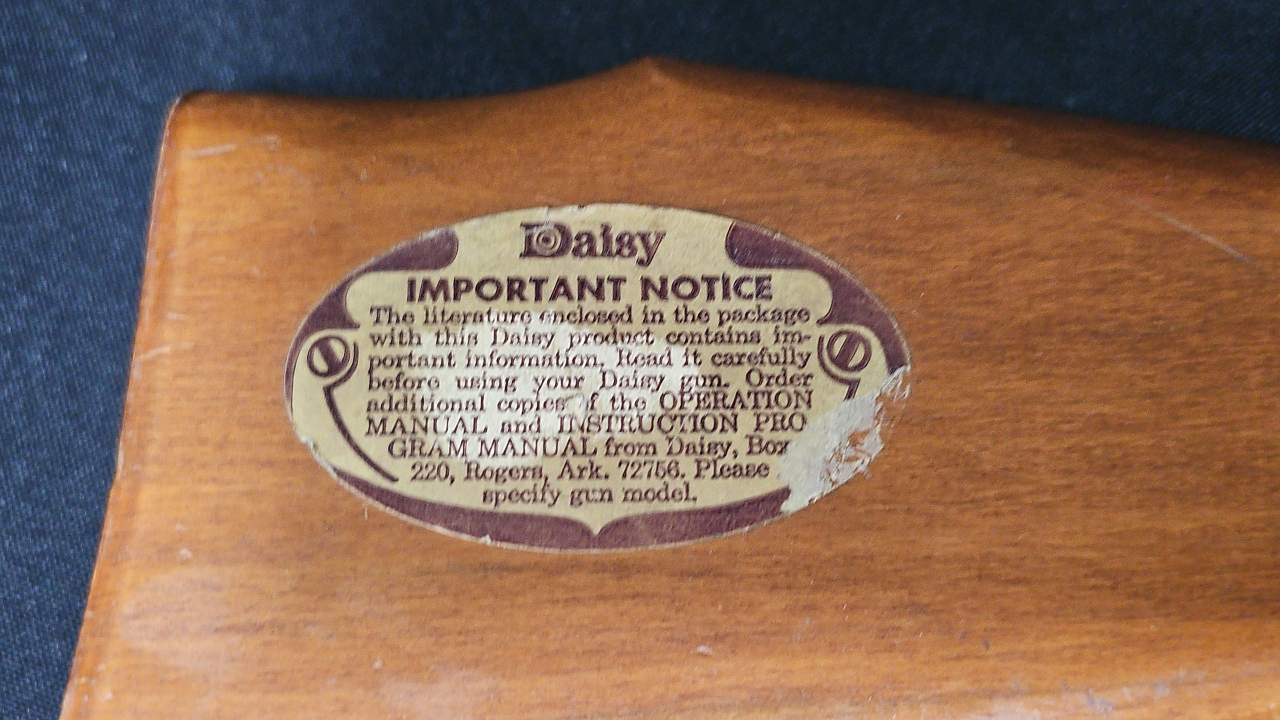 Daisy
IMPORTANT NOTICE
The literature enclosed in the package
with this Daisy product contains im-
portant information. Read it carefully
before using your Daisy gun. Order
additional copies of the OPERATION
MANUAL and INSTRUCTION PRO
GRAM MANUAL from Daisy, Box
220, Rogers, Ark. 72756. Please
specify gun model.